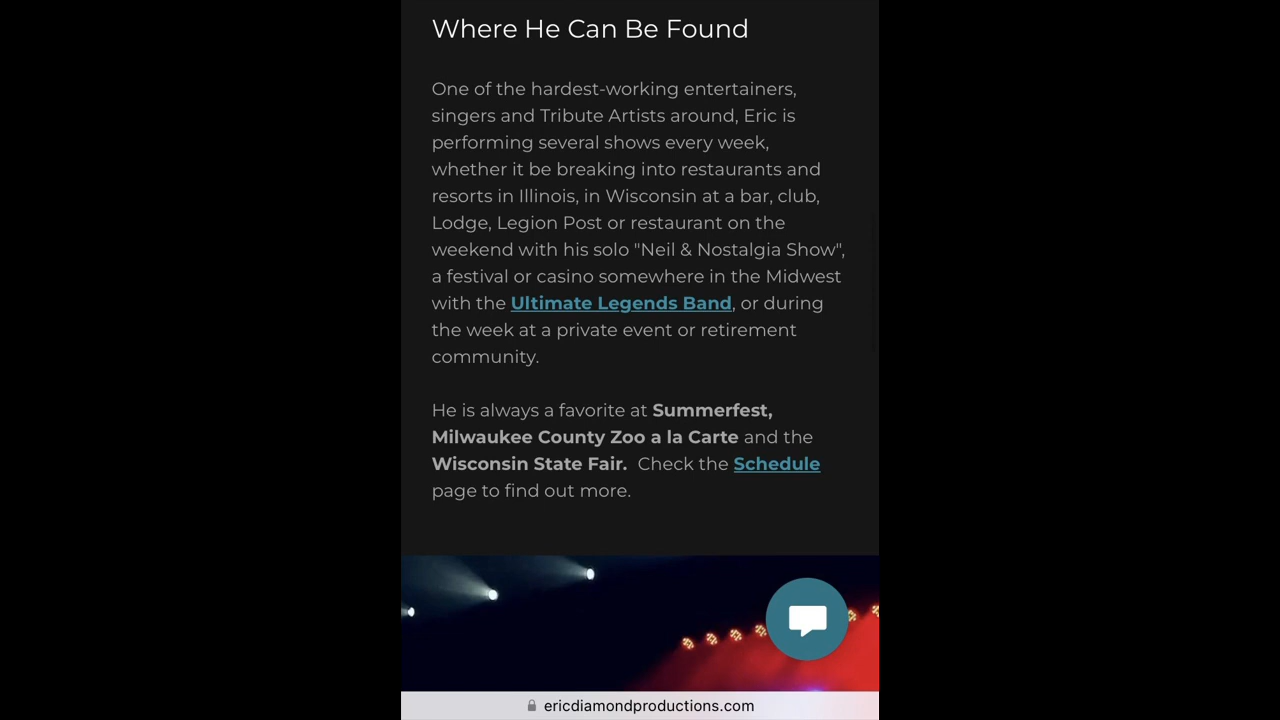 Where He Can Be Found
One of the hardest-working entertainers,
singers and Tribute Artists around, Eric is
performing several shows every week,
whether it be breaking into restaurants and
resorts in Illinois, in Wisconsin at a bar, club,
Lodge, Legion Post or restaurant on the
weekend with his solo "Neil & Nostalgia Show",
a festival or casino somewhere in the Midwest
with the Ultimate Legends Band, or during
the week at a private event or retirement
community.
He is always a favorite at Summerfest,
Milwaukee County Zoo a la Carte and the
Wisconsin State Fair.  Check the Schedule
page to find out more.
ericdiamondproductions.com